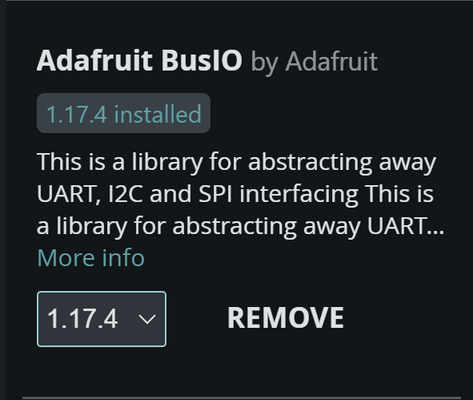 Adafruit BusIO by Adafruit
1.17.4 installed
This is a library for abstracting away
UART, I2C and SPI interfacing This is
a library for abstracting away UART...
More info
1.17.4 REMOVE